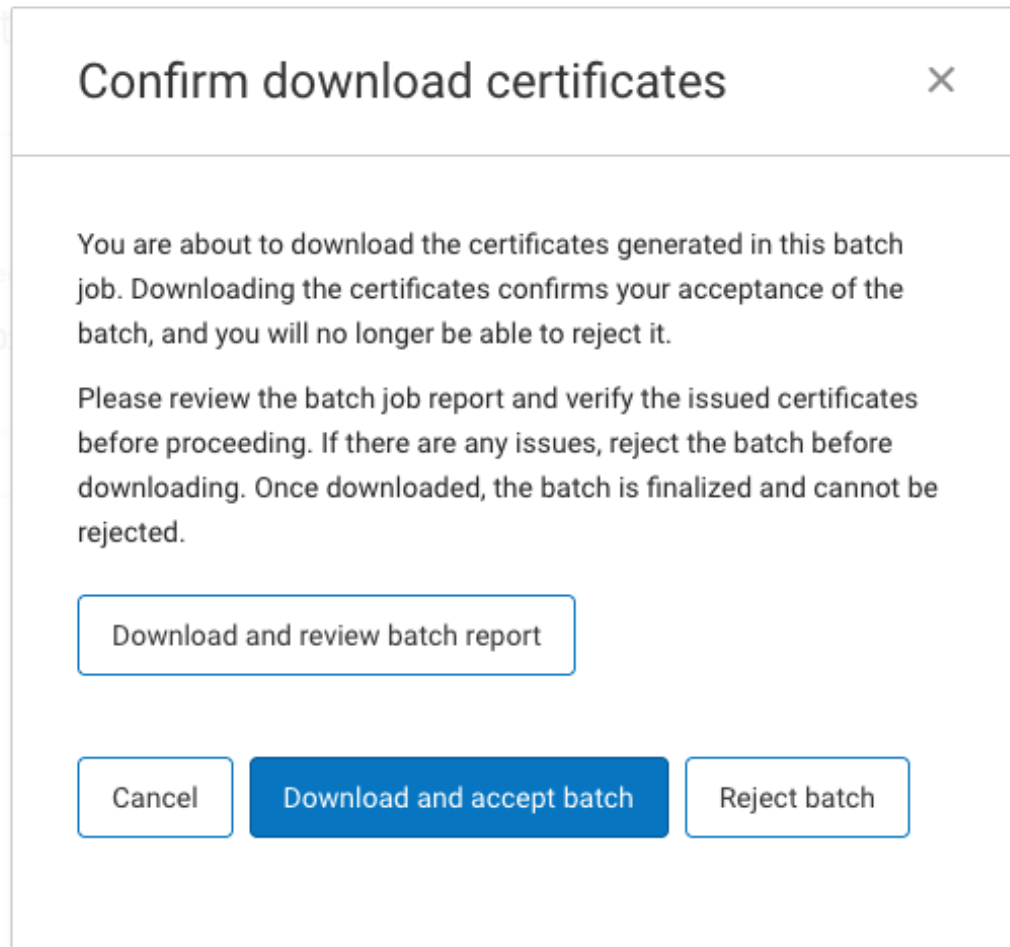 Confirm download certificates
You are about to download the certificates generated in this batch
job. Downloading the certificates confirms your acceptance of the
batch, and you will no longer be able to reject it.
Please review the batch job report and verify the issued certificates
before proceeding. If there are any issues, reject the batch before
downloading. Once downloaded, the batch is finalized and cannot be
rejected.
Download and review batch report
Cancel
Download and accept batch
Reject batch